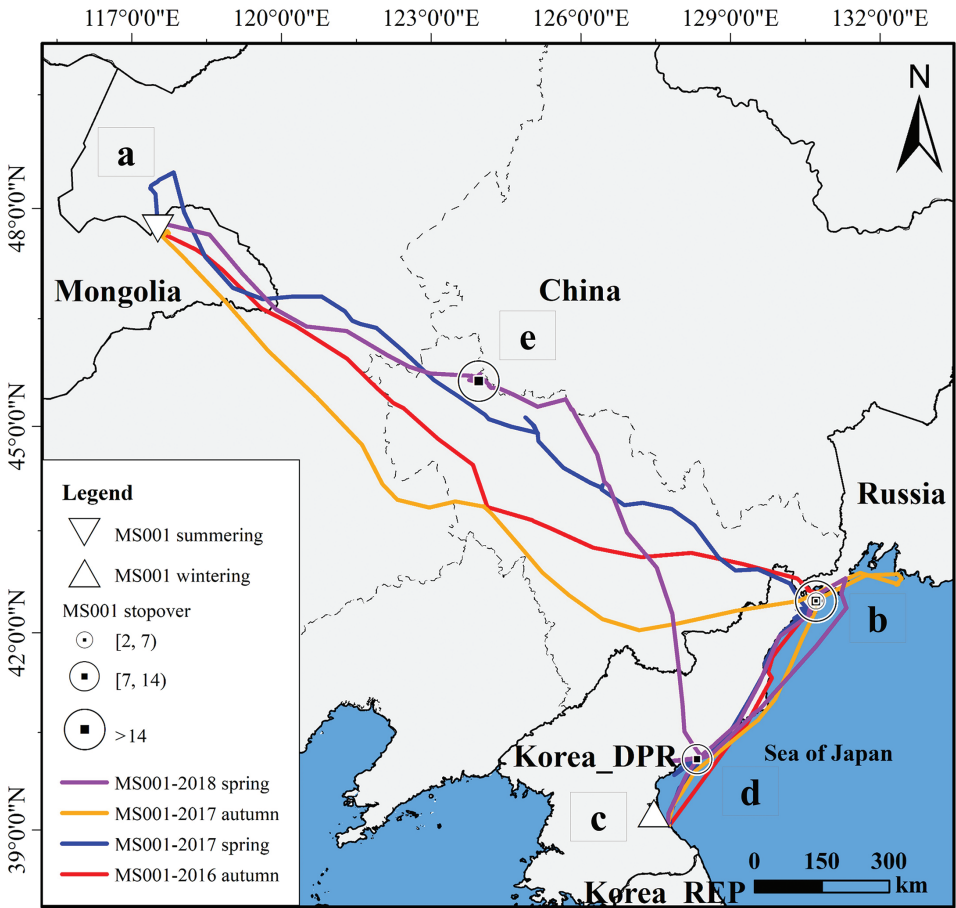 117°0'0"E 120°0'0"E 123°0'0"E 126°0'0"E 129°0'0"E 132°0'0"E
N
a
48°0'0"N
Mongolia
China
e
45°0'0"N
Russia
Legend
MS001 summering
MS001 wintering
MS001 stopover
[2, 7)
[7, 14)
>14
MS001-2018 spring
MS001-2017 autumn
MS001-2017 spring
MS001-2016 autumn
b
42°0'0"N
Korea_DPR
Sea of Japan
d
c
39°0'0"N
0 150 300
km
Korea_REP